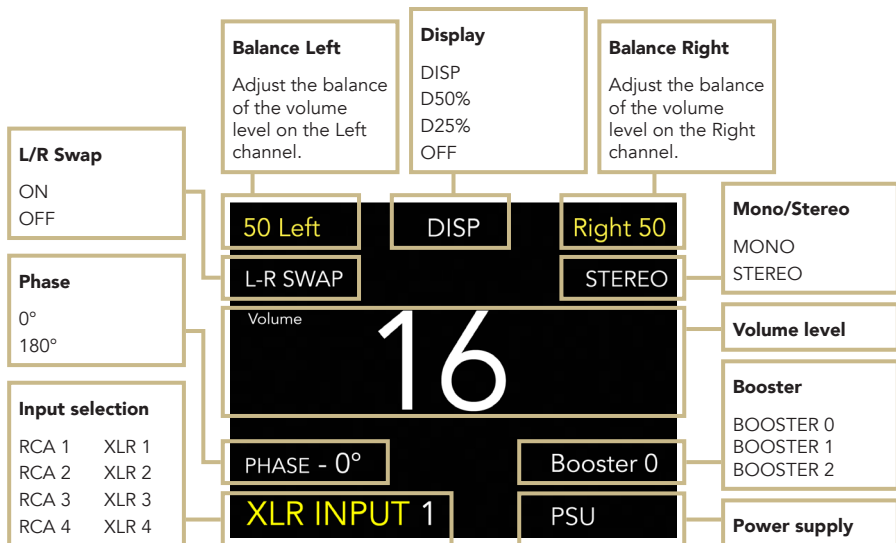 Balance Left
Adjust the balance
of the volume
level on the Left
channel.
Display
DISP
D50%
D25%
OFF
Balance Right
Adjust the balance
of the volume
level on the Right
channel.
L/R Swap
ON
OFF
50 Left
DISP
Right 50
Mono/Stereo
MONO
STEREO
L-R SWAP
STEREO
Phase
0°
180°
Volume
16
Volume level
Input selection
RCA 1 XLR 1
RCA 2 XLR 2
RCA 3 XLR 3
RCA 4 XLR 4
PHASE - 0°
Booster 0
Booster
BOOSTER 0
BOOSTER 1
BOOSTER 2
XLR INPUT 1
PSU
Power supply